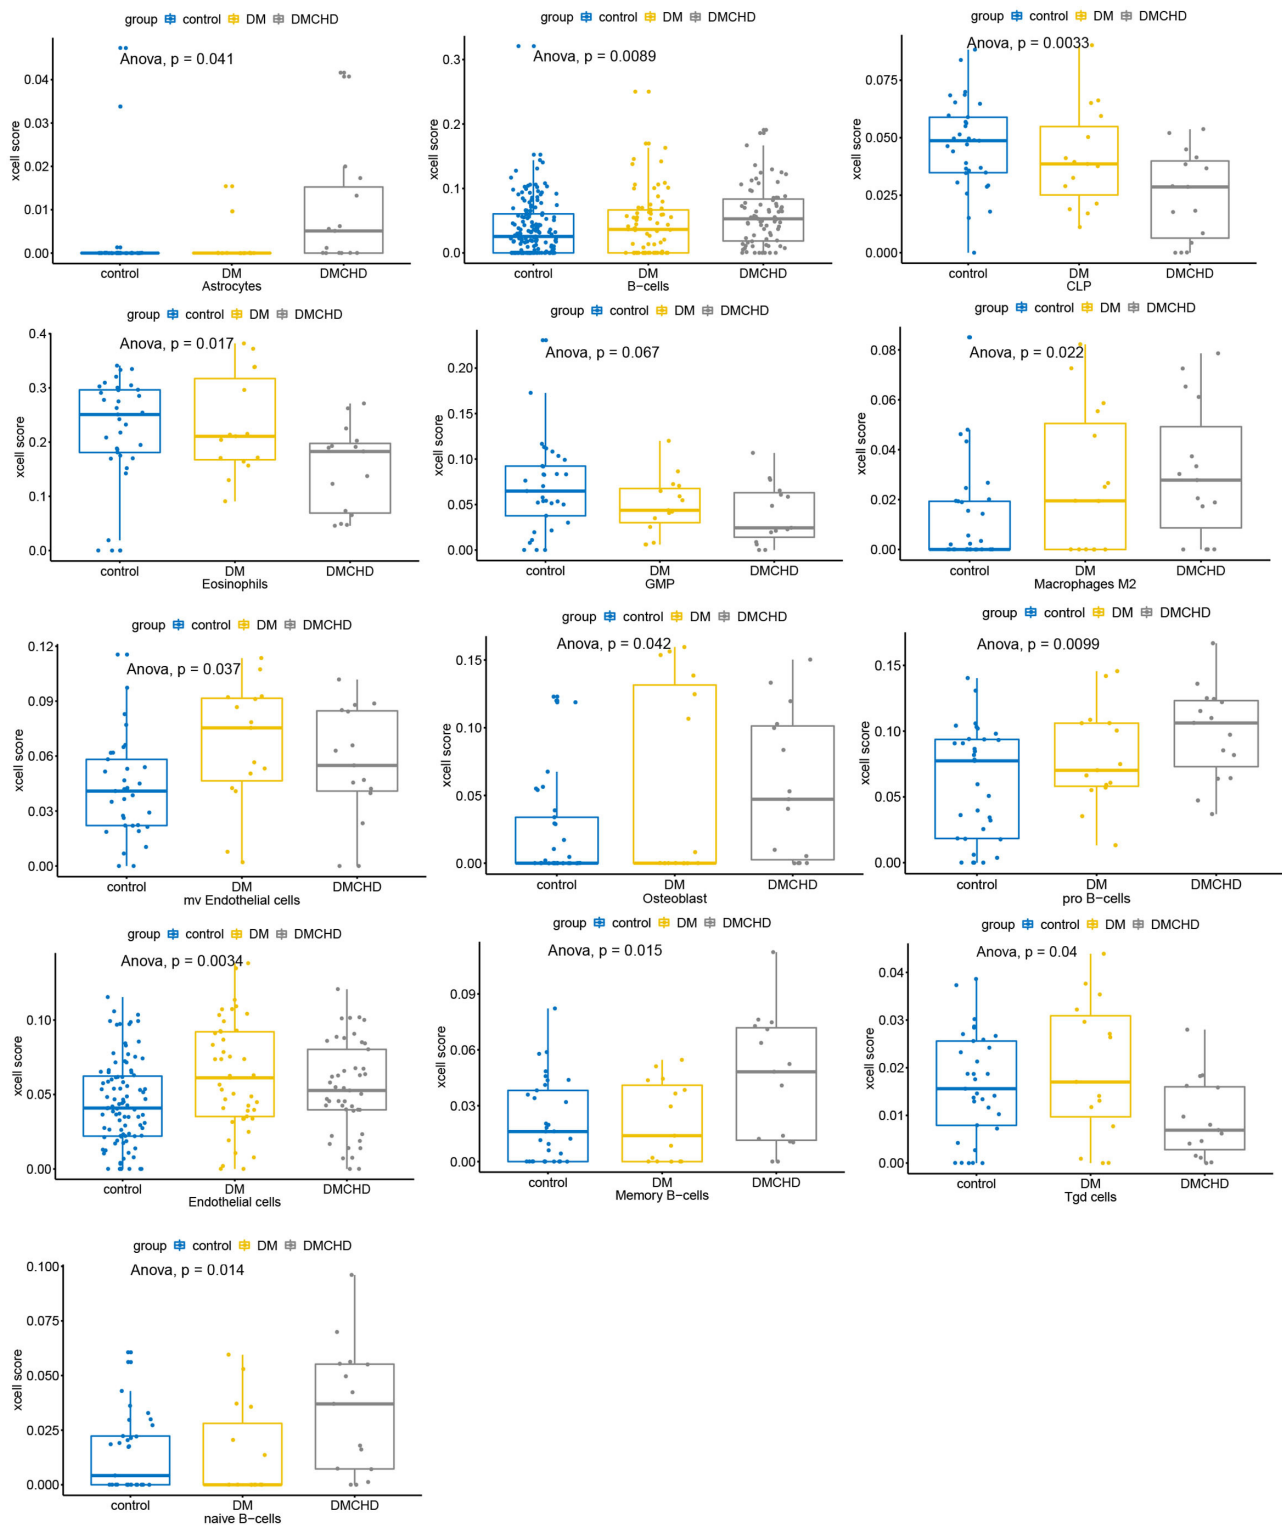 group control DM DMCHD
Anova, p = 0.041
xcell score
0.04
0.03
0.02
0.01
0.00
control DM DMCHD
Astrocytes
group control DM DMCHD
Anova, p = 0.0089
xcell score
0.3
0.2
0.1
0.0
control DM DMCHD
B−cells
group control DM DMCHD
Anova, p = 0.0033
xcell score
0.075
0.050
0.025
0.000
control DM DMCHD
CLP
group control DM DMCHD
Anova, p = 0.017
xcell score
0.4
0.3
0.2
0.1
0.0
control DM DMCHD
Eosinophils
group control DM DMCHD
Anova, p = 0.067
xcell score
0.20
0.15
0.10
0.05
0.00
control DM DMCHD
GMP
group control DM DMCHD
Anova, p = 0.022
xcell score
0.08
0.06
0.04
0.02
0.00
control DM DMCHD
Macrophages M2
group control DM DMCHD
Anova, p = 0.037
xcell score
0.12
0.09
0.06
0.03
0.00
control DM DMCHD
mv Endothelial cells
group control DM DMCHD
Anova, p = 0.042
xcell score
0.15
0.10
0.05
0.00
control DM DMCHD
Osteoblast
group control DM DMCHD
Anova, p = 0.0099
xcell score
0.15
0.10
0.05
0.00
control DM DMCHD
pro B−cells
group control DM DMCHD
Anova, p = 0.0034
xcell score
0.10
0.05
0.00
control DM DMCHD
Endothelial cells
group control DM DMCHD
Anova, p = 0.015
xcell score
0.09
0.06
0.03
0.00
control DM DMCHD
Memory B−cells
group control DM DMCHD
Anova, p = 0.04
xcell score
0.04
0.03
0.02
0.01
0.00
control DM DMCHD
Tgd cells
group control DM DMCHD
Anova, p = 0.014
xcell score
0.100
0.075
0.050
0.025
0.000
control DM DMCHD
naive B−cells